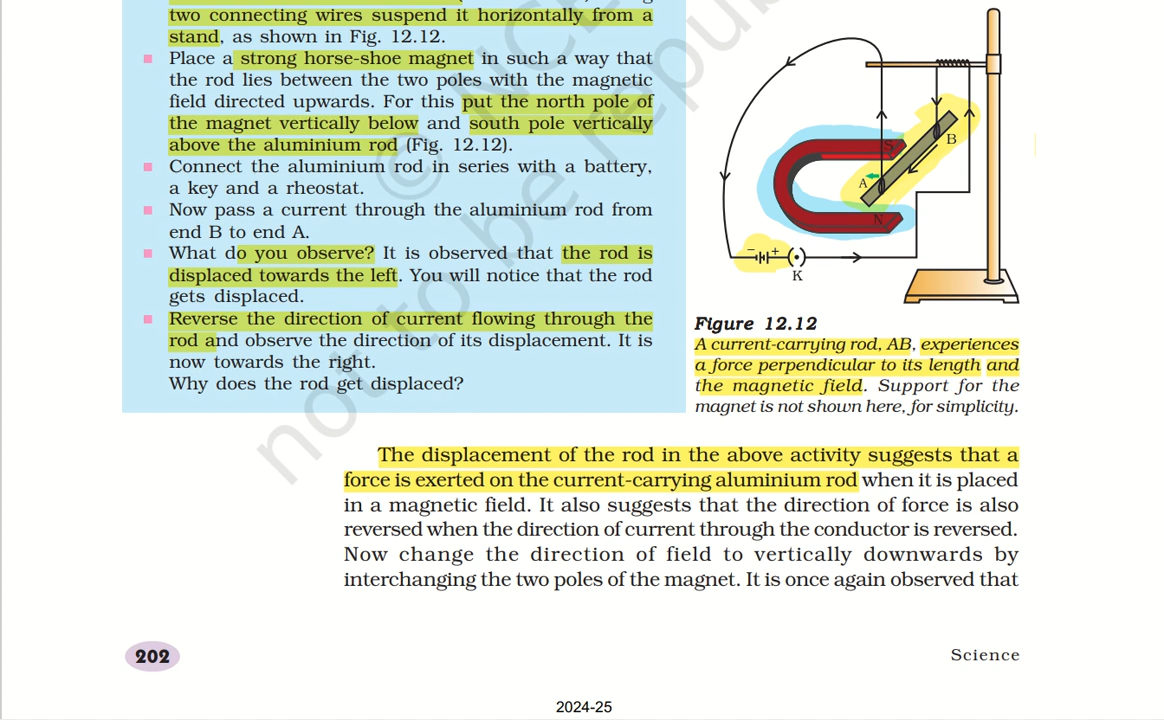 two connecting wires suspend it horizontally from a
stand, as shown in Fig. 12.12.
■ Place a strong horse-shoe magnet in such a way that
the rod lies between the two poles with the magnetic
field directed upwards. For this put the north pole of
the magnet vertically below and south pole vertically
above the aluminium rod (Fig. 12.12).
■ Connect the aluminium rod in series with a battery,
a key and a rheostat.
■ Now pass a current through the aluminium rod from
end B to end A.
■ What do you observe? It is observed that the rod is
displaced towards the left. You will notice that the rod
gets displaced.
■ Reverse the direction of current flowing through the
rod and observe the direction of its displacement. It is
now towards the right.
Why does the rod get displaced?
S
B
A
N
− +
K
Figure 12.12
A current-carrying rod, AB, experiences
a force perpendicular to its length and
the magnetic field. Support for the
magnet is not shown here, for simplicity.
The displacement of the rod in the above activity suggests that a
force is exerted on the current-carrying aluminium rod when it is placed
in a magnetic field. It also suggests that the direction of force is also
reversed when the direction of current through the conductor is reversed.
Now change the direction of field to vertically downwards by
interchanging the two poles of the magnet. It is once again observed that
202
Science
2024-25
©
not to be